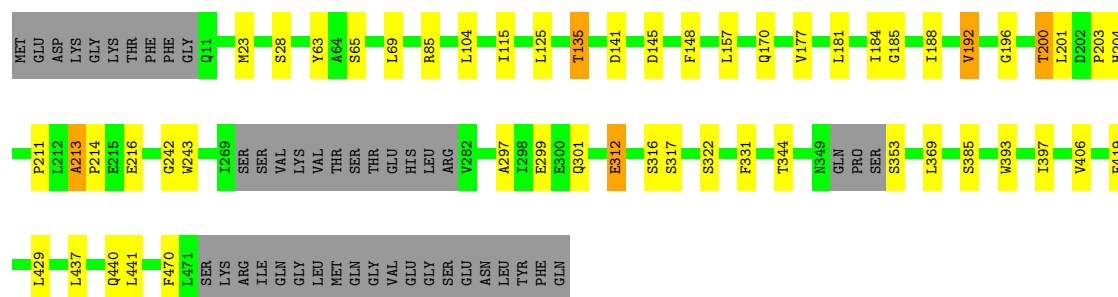 MET GLU ASP LYS GLY LYS THR PHE PHE GLY Q11 M23 S28 Y63 A64 S65 L69 R85 L104 I115 L125 T135 D141 D145 F148 L157 Q170 V177 L181 I184 G185 I188 V192 G196 T200 L201 D202 P203 H204
P211 L212 A213 P214 E215 E216 G242 W243 I269 SER SER VAL LYS VAL THR SER THR GLU HIS LEU ARG V282 A297 I298 E299 E300 Q301 E312 S316 S317 S322 F331 T344 N349 GLN PRO SER S353 L369 S385 W393 I397 V406
L429 L437 Q440 L441 F470 L471 SER LYS ARG ILE GLN GLY LEU MET GLN GLY VAL GLU GLY SER GLU ASN LEU TYR PHE GLN